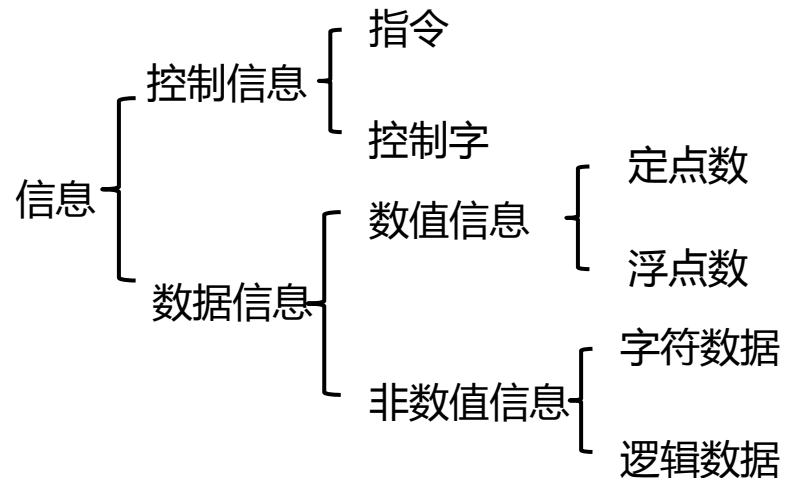 指令
控制信息
控制字
定点数
信息
数值信息
浮点数
数据信息
字符数据
非数值信息
逻辑数据